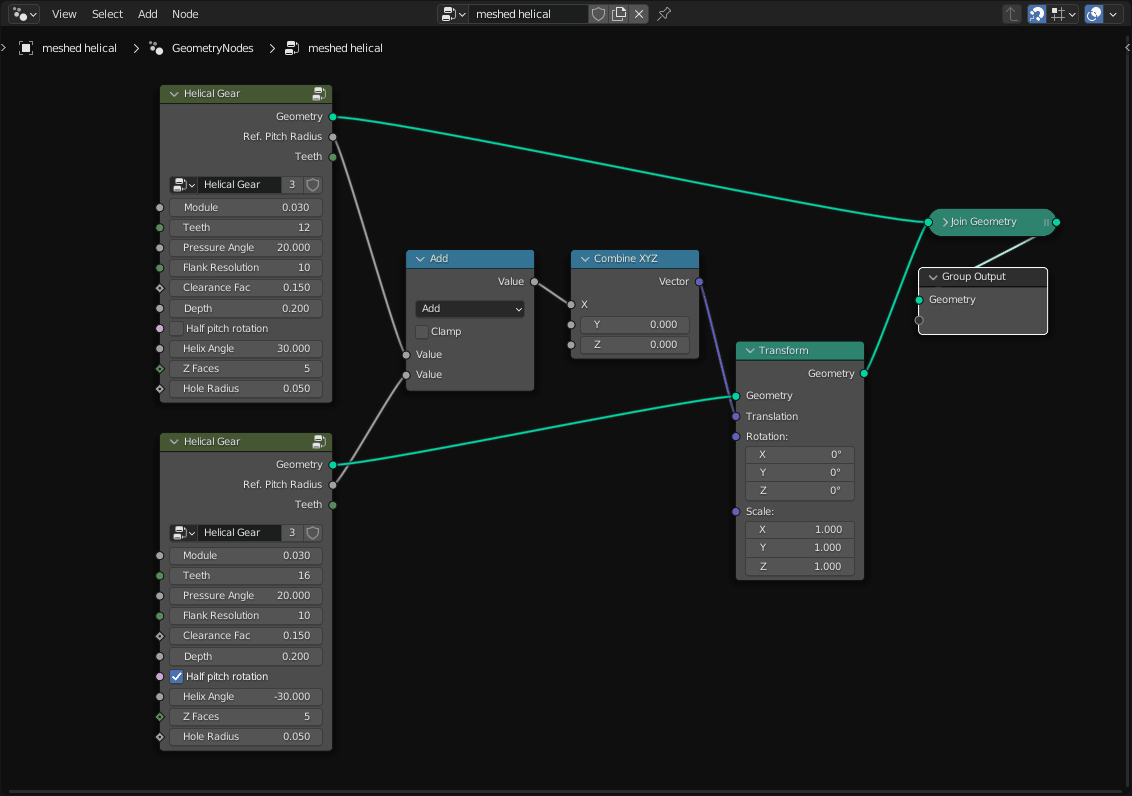 View Select Add Node
meshed helical
meshed helical GeometryNodes meshed helical
Helical Gear
Geometry
Ref. Pitch Radius
Teeth
Helical Gear 3
Module 0.030
Teeth 12
Pressure Angle 20.000
Flank Resolution 10
Clearance Fac 0.150
Depth 0.200
Half pitch rotation
Helix Angle 30.000
Z Faces 5
Hole Radius 0.050
Helical Gear
Geometry
Ref. Pitch Radius
Teeth
Helical Gear 3
Module 0.030
Teeth 16
Pressure Angle 20.000
Flank Resolution 10
Clearance Fac 0.150
Depth 0.200
Half pitch rotation
Helix Angle -30.000
Z Faces 5
Hole Radius 0.050
Add
Value
Add
Clamp
Value
Value
Combine XYZ
Vector
X
Y 0.000
Z 0.000
Transform
Geometry
Geometry
Translation
Rotation:
X 0°
Y 0°
Z 0°
Scale:
X 1.000
Y 1.000
Z 1.000
Join Geometry
Group Output
Geometry